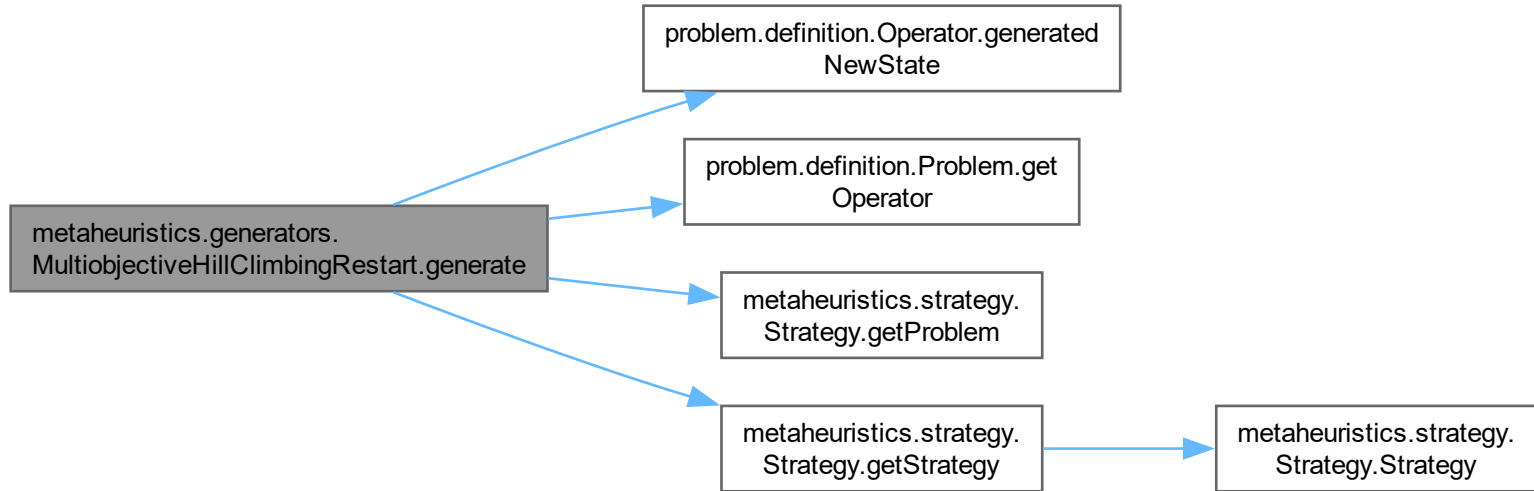 problem.definition.Operator.generated
NewState
problem.definition.Problem.get
Operator
metaheuristics.generators.
MultiobjectiveHillClimbingRestart.generate
metaheuristics.strategy.
Strategy.getProblem
metaheuristics.strategy.
Strategy.getStrategy
metaheuristics.strategy.
Strategy.Strategy